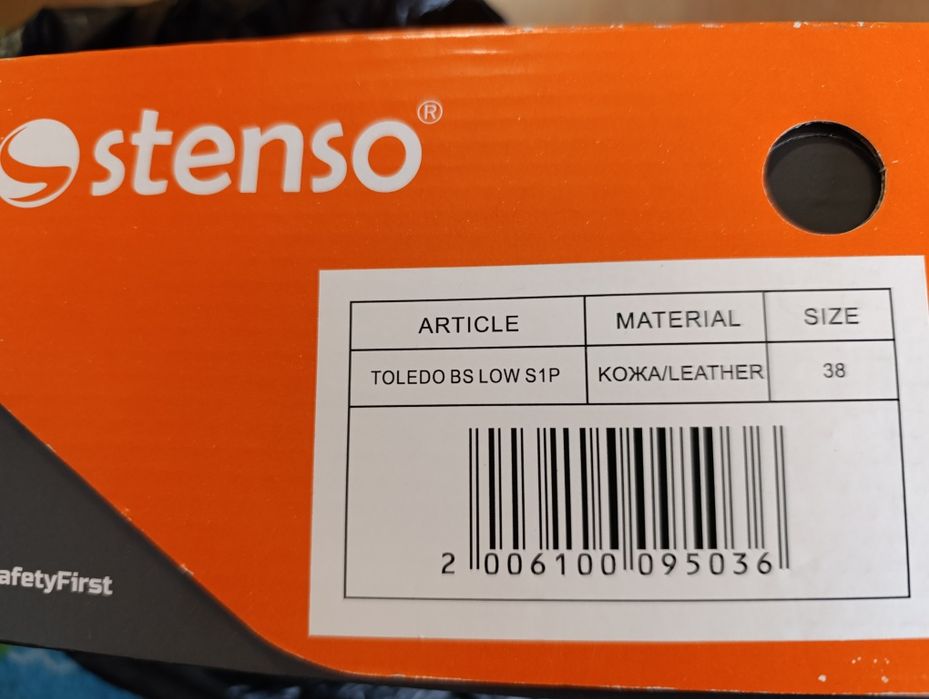 stenso®
ARTICLE MATERIAL SIZE
TOLEDO BS LOW S1P КОЖА/LEATHER 38
2 006100 095036
afetyFirst